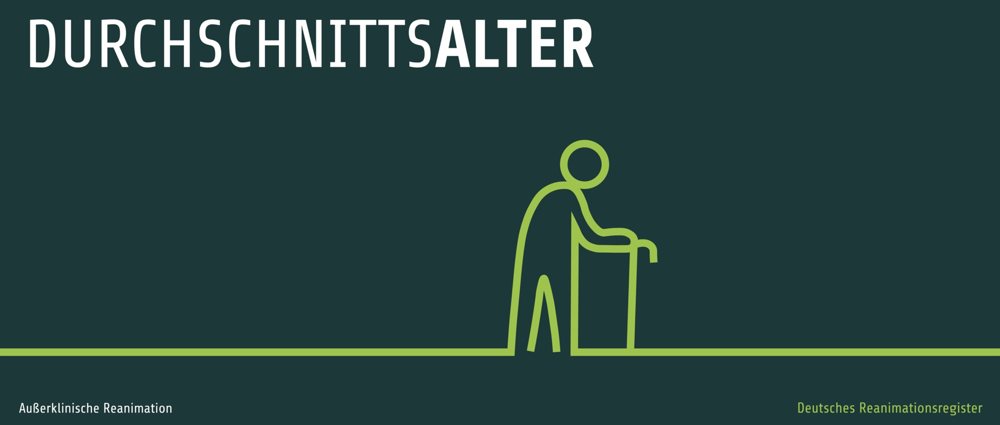 DURCHSCHNITTSALTER
Außerklinische Reanimation
Deutsches Reanimationsregister